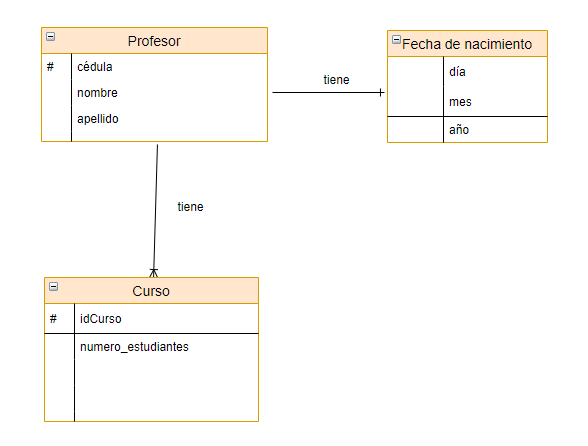 Profesor
# cédula
nombre
apellido
tiene
Fecha de nacimiento
día
mes
año
tiene
Curso
# idCurso
numero_estudiantes